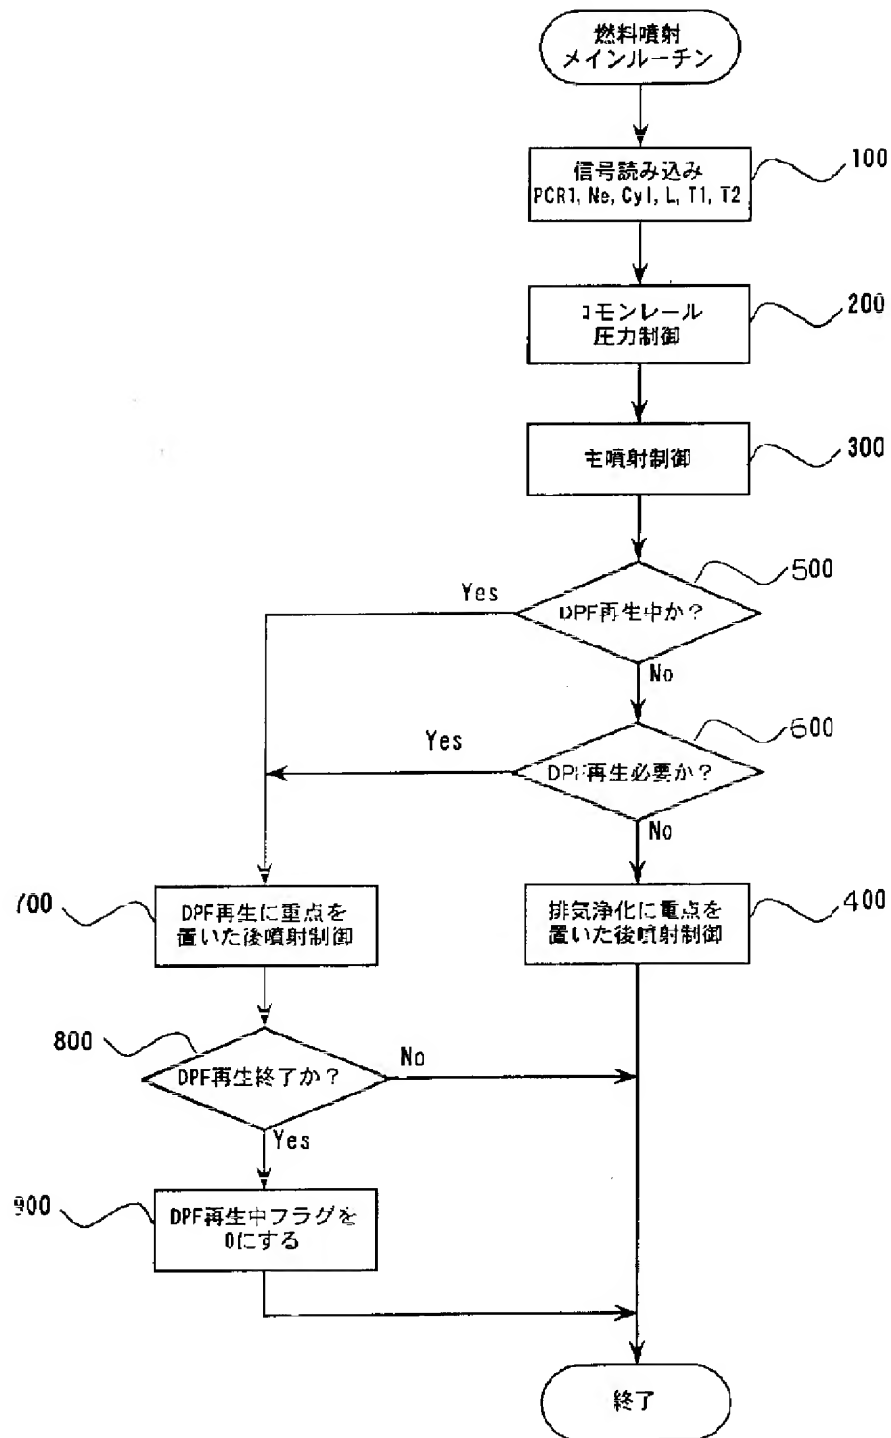 燃料噴射
メインルーチン
信号読み込み
PCR1, Ne, Cyl, L, T1, T2
100
コモンレール
圧力制御
200
主噴射制御
300
DPF再生中か?
500
Yes
No
DPF再生必要か?
600
Yes
No
DPF再生に重点を
置いた後噴射制御
700
排気浄化に重点を
置いた後噴射制御
400
DPF再生終了か?
800
No
Yes
DPF再生中フラグを
0にする
900
終了